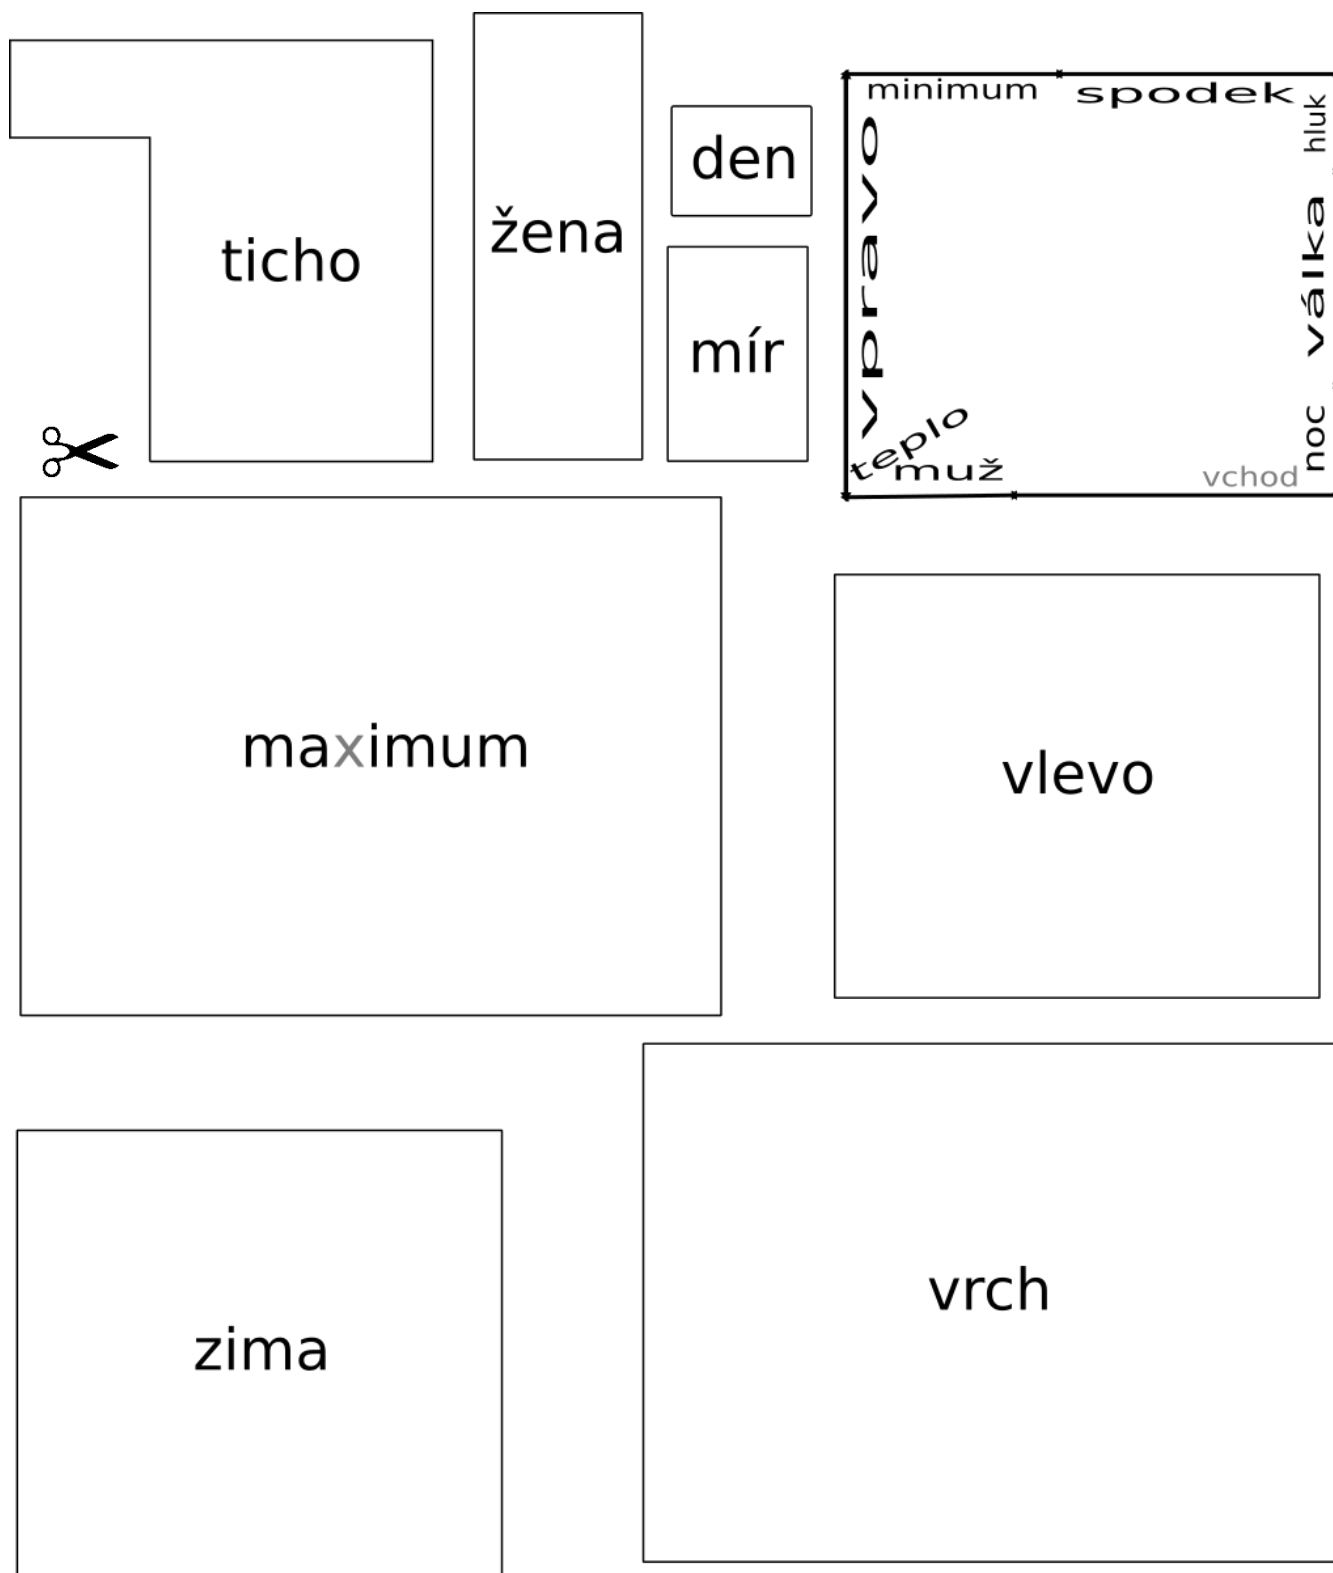 ticho
žena
den
mír
minimum
spodek
hluk
válka
noc
vpravo
teplo
muž
vchod
maximum
vlevo
zima
vrch